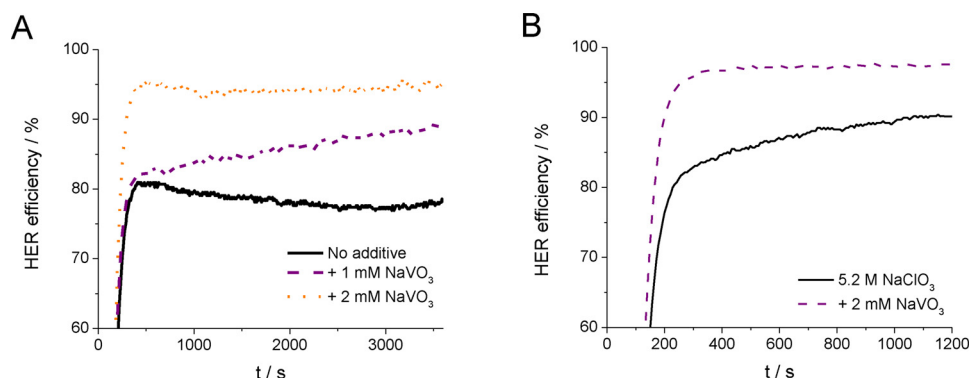 A
HER efficiency / %
100
90
80
70
60
0
1000
2000
3000
t / s
No additive
+ 1 mM NaVO₃
+ 2 mM NaVO₃
B
HER efficiency / %
100
90
80
70
60
0
200
400
600
800
1000
1200
t / s
5.2 M NaClO₃
+ 2 mM NaVO₃